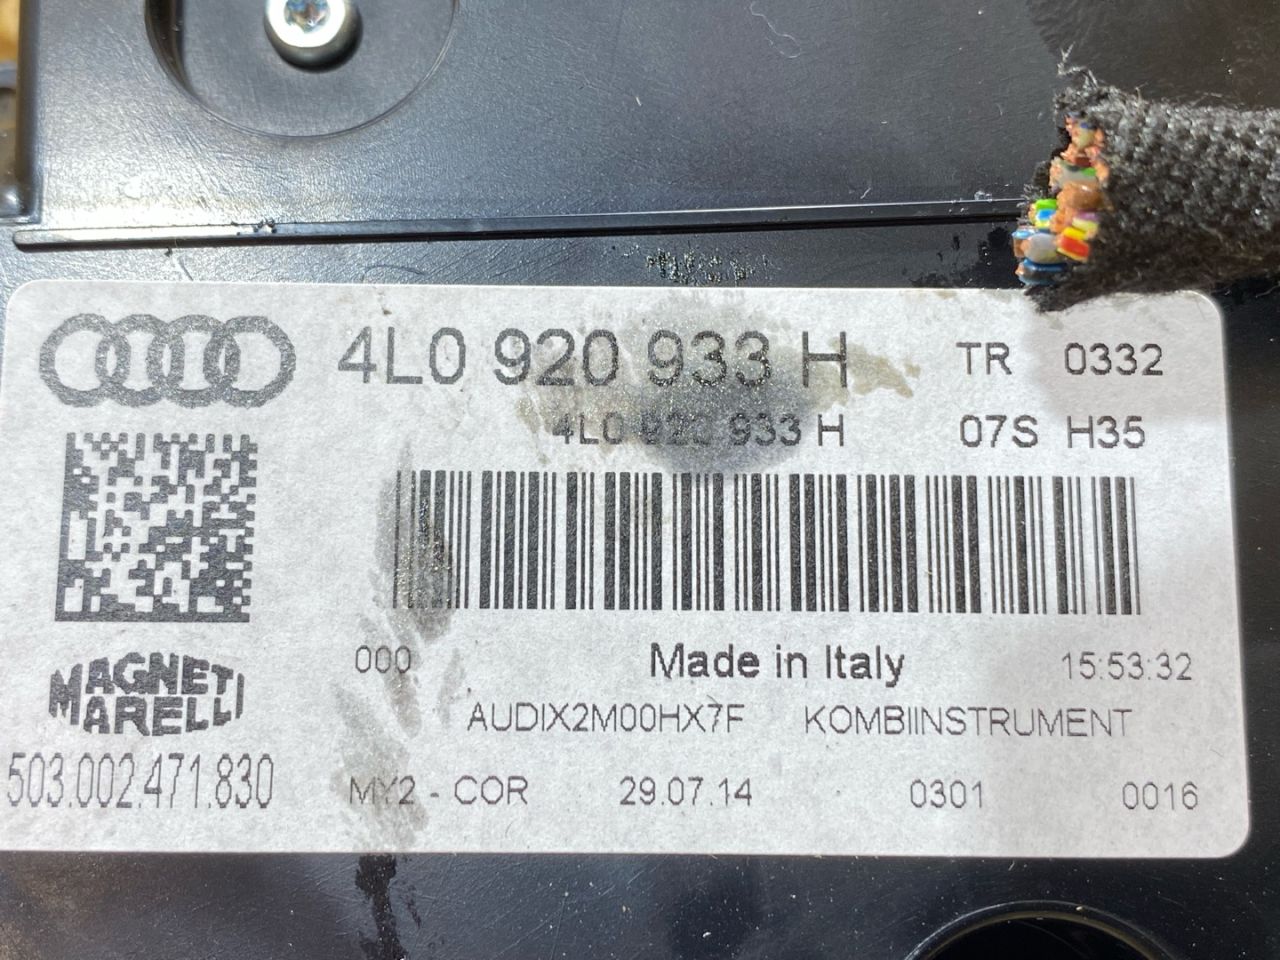 4L0 920 933 H TR 0332
4L0 920 933 H 07S H35
000 Made in Italy 15:53:32
MAGNETI
MARELLI
AUDIX2M00HX7F KOMBIINSTRUMENT
503.002.471.830 MY2 - COR 29.07.14 0301 0016